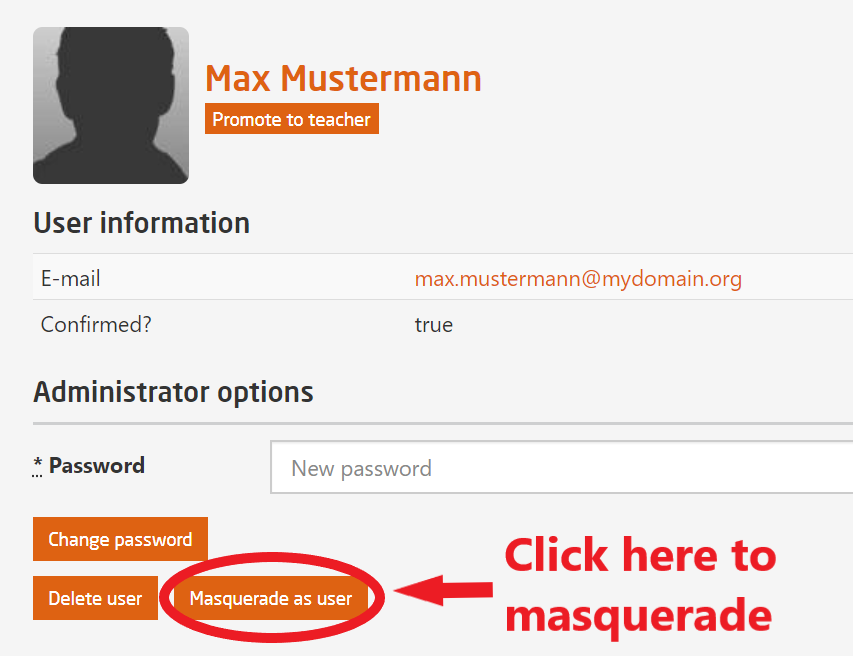 Max Mustermann
Promote to teacher
User information
E-mail max.mustermann@mydomain.org
Confirmed? true
Administrator options
* Password New password
Change password
Delete user Masquerade as user
Click here to
masquerade